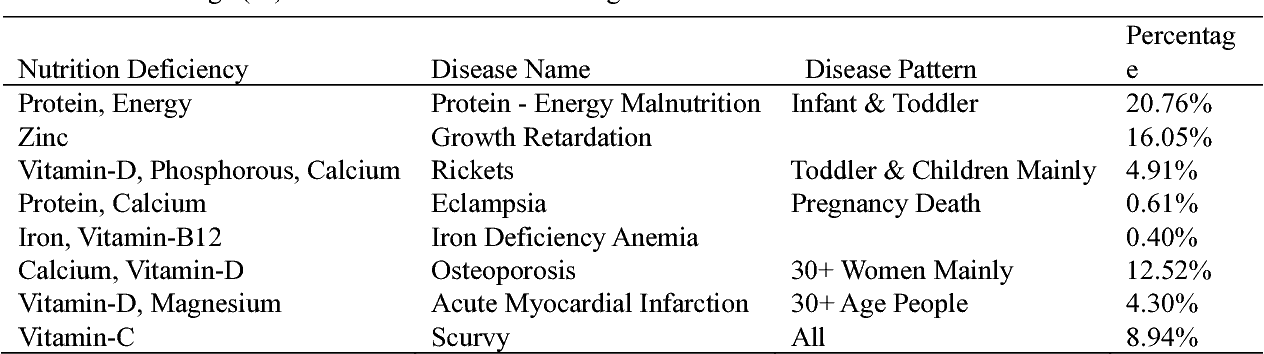 Percentag
Nutrition Deficiency Disease Name Disease Pattern e
Protein, Energy Protein - Energy Malnutrition Infant & Toddler 20.76%
Zinc Growth Retardation 16.05%
Vitamin-D, Phosphorous, Calcium Rickets Toddler & Children Mainly 4.91%
Protein, Calcium Eclampsia Pregnancy Death 0.61%
Iron, Vitamin-B12 Iron Deficiency Anemia 0.40%
Calcium, Vitamin-D Osteoporosis 30+ Women Mainly 12.52%
Vitamin-D, Magnesium Acute Myocardial Infarction 30+ Age People 4.30%
Vitamin-C Scurvy All 8.94%